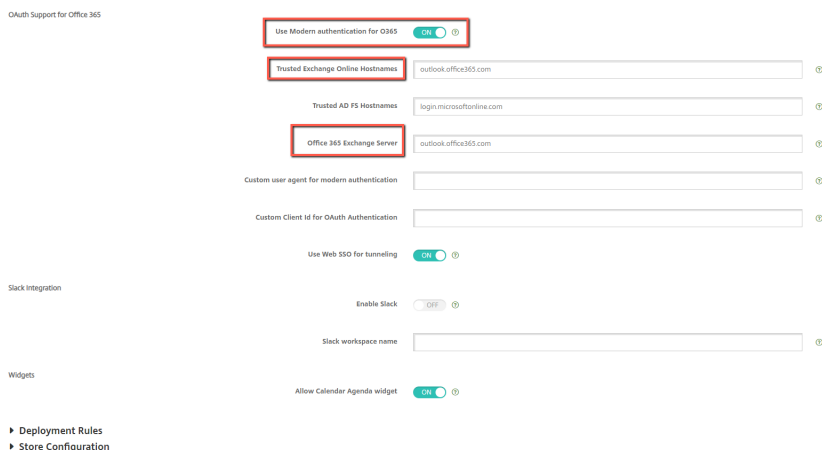 OAuth Support for Office 365
Use Modern authentication for O365 ON
Trusted Exchange Online Hostnames outlook.office365.com
Trusted AD FS Hostnames login.microsoftonline.com
Office 365 Exchange Server outlook.office365.com
Custom user agent for modern authentication
Custom Client Id for OAuth Authentication
Use Web SSO for tunneling ON
Slack Integration
Enable Slack OFF
Slack workspace name
Widgets
Allow Calendar Agenda widget ON
Deployment Rules
Store Configuration